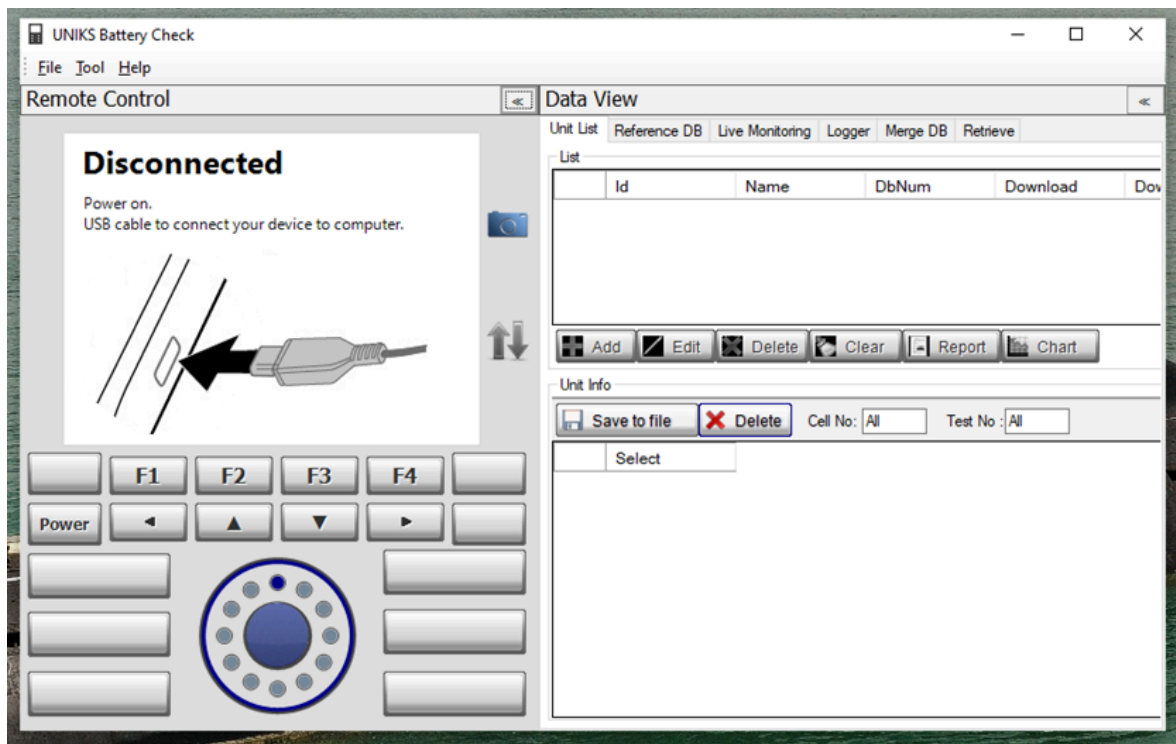 UNIKS Battery Check
File Tool Help
Remote Control
Disconnected
Power on.
USB cable to connect your device to computer.
F1 F2 F3 F4
Power
Data View
Unit List Reference DB Live Monitoring Logger Merge DB Retrieve
List
Id Name DbNum Download Dow
Add Edit Delete Clear Report Chart
Unit Info
Save to file Delete Cell No: All Test No : All
Select